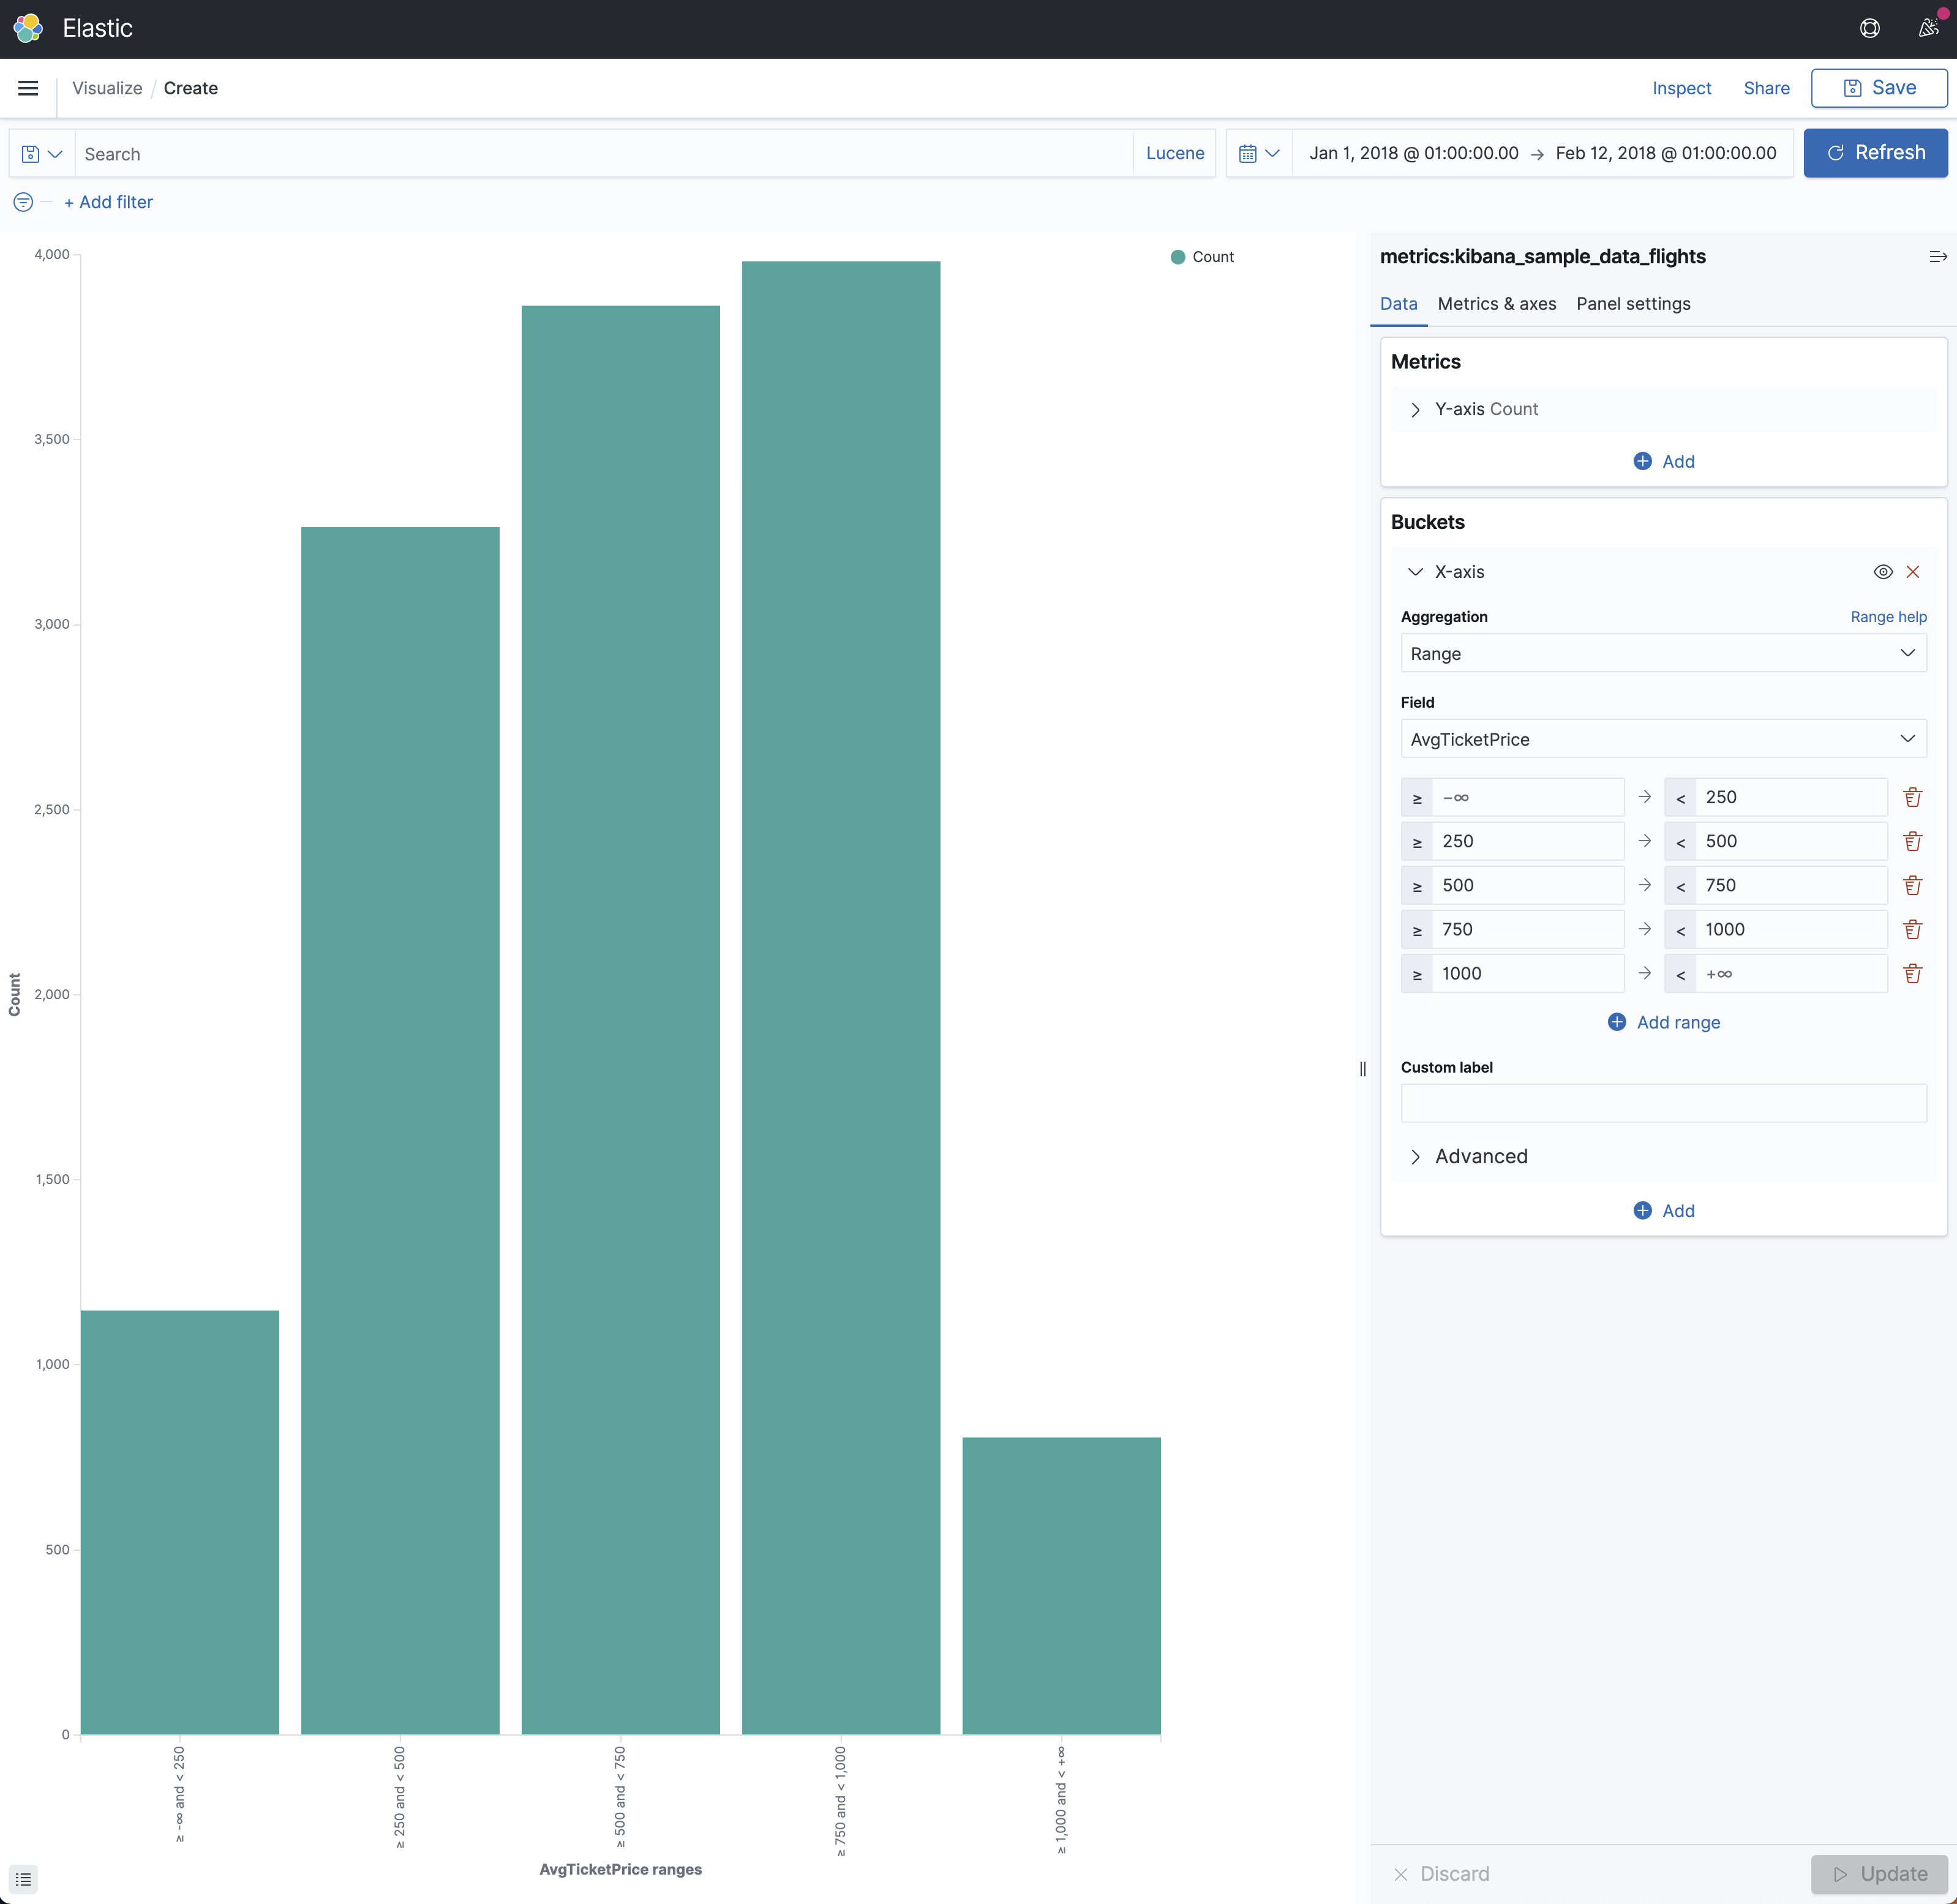 Elastic
Visualize / Create
Inspect Share Save
Search Lucene Jan 1, 2018 @ 01:00:00.00 → Feb 12, 2018 @ 01:00:00.00 Refresh
+ Add filter
Count
4,000
3,500
3,000
2,500
2,000
1,500
1,000
500
0
Count
≥ -∞ and < 250
≥ 250 and < 500
≥ 500 and < 750
≥ 750 and < 1,000
≥ 1,000 and < +∞
AvgTicketPrice ranges
metrics:kibana_sample_data_flights
Data Metrics & axes Panel settings
Metrics
Y-axis Count
Add
Buckets
X-axis
Aggregation Range help
Range
Field
AvgTicketPrice
≥ −∞ → < 250
≥ 250 → < 500
≥ 500 → < 750
≥ 750 → < 1000
≥ 1000 → < +∞
Add range
Custom label
Advanced
Add
Discard Update